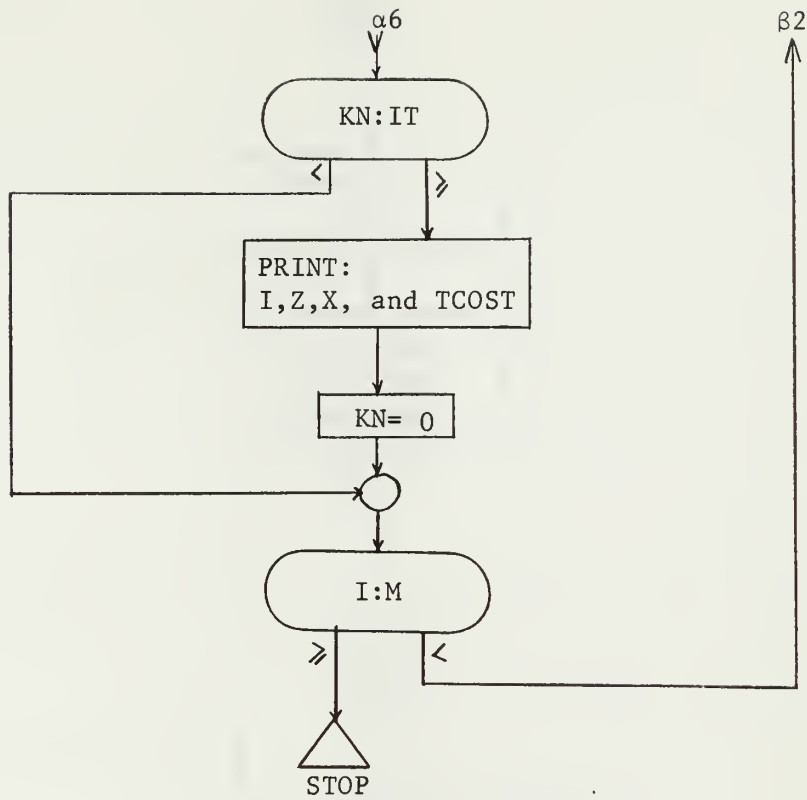 α6
β2
KN:IT
<
≥
PRINT:
I,Z,X, and TCOST
KN= 0
I:M
≥
<
STOP